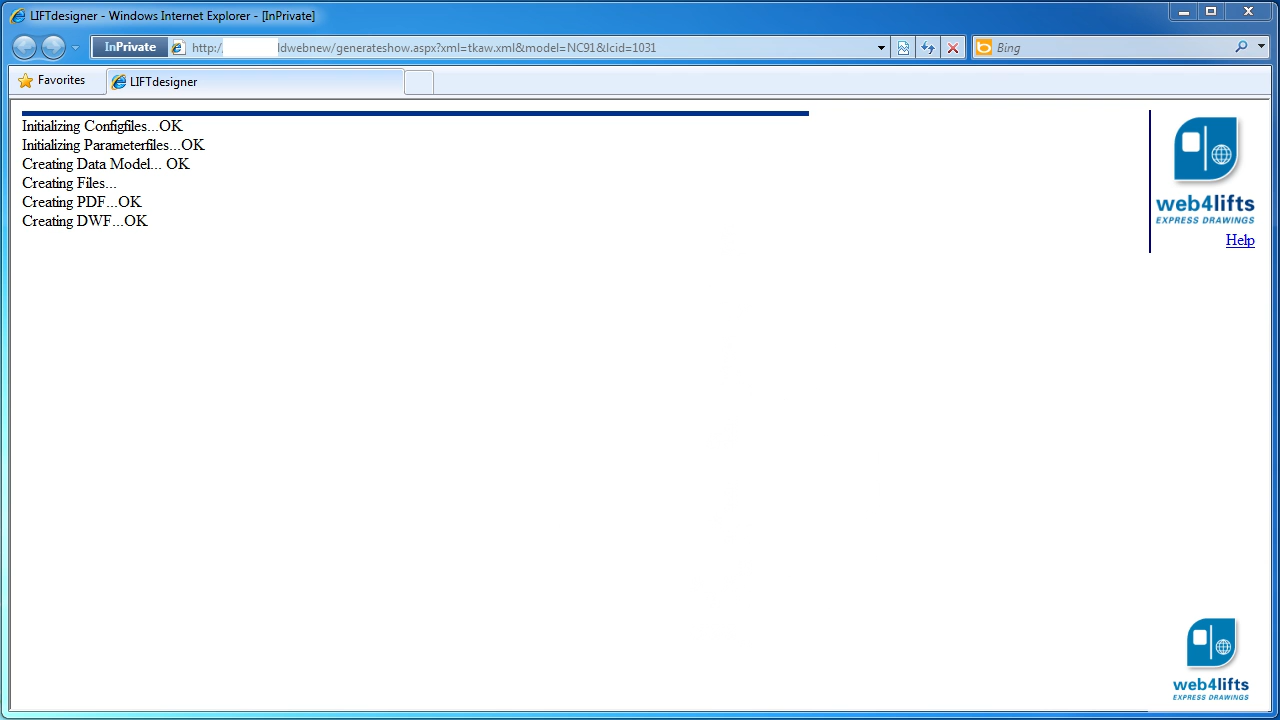 LIFTdesigner - Windows Internet Explorer - [InPrivate]
InPrivate http:/ dwebnew/generateshow.aspx?xml=tkaw.xml&model=NC91&lcid=1031 Bing
Favorites LIFTdesigner
Initializing Configfiles...OK
Initializing Parameterfiles...OK
Creating Data Model... OK
Creating Files...
Creating PDF...OK
Creating DWF...OK
web4lifts
EXPRESS DRAWINGS
Help
web4lifts
EXPRESS DRAWINGS